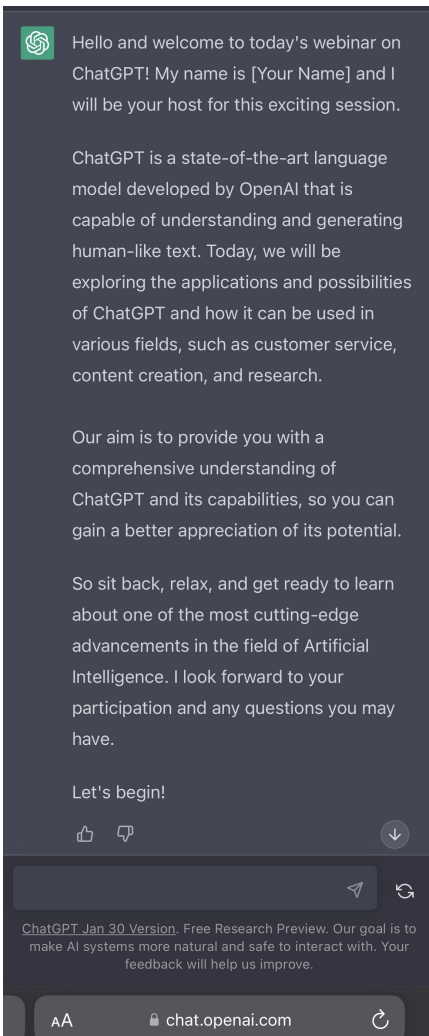 Hello and welcome to today's webinar on
ChatGPT! My name is [Your Name] and I
will be your host for this exciting session.
ChatGPT is a state-of-the-art language
model developed by OpenAI that is
capable of understanding and generating
human-like text. Today, we will be
exploring the applications and possibilities
of ChatGPT and how it can be used in
various fields, such as customer service,
content creation, and research.
Our aim is to provide you with a
comprehensive understanding of
ChatGPT and its capabilities, so you can
gain a better appreciation of its potential.
So sit back, relax, and get ready to learn
about one of the most cutting-edge
advancements in the field of Artificial
Intelligence. I look forward to your
participation and any questions you may
have.
Let's begin!
ChatGPT Jan 30 Version. Free Research Preview. Our goal is to
make AI systems more natural and safe to interact with. Your
feedback will help us improve.
AA chat.openai.com